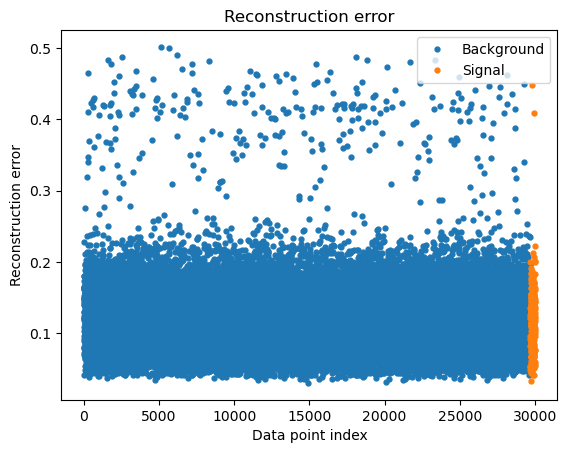 Reconstruction error
Background
Signal
Reconstruction error
0.5
0.4
0.3
0.2
0.1
0
5000
10000
15000
20000
25000
30000
Data point index